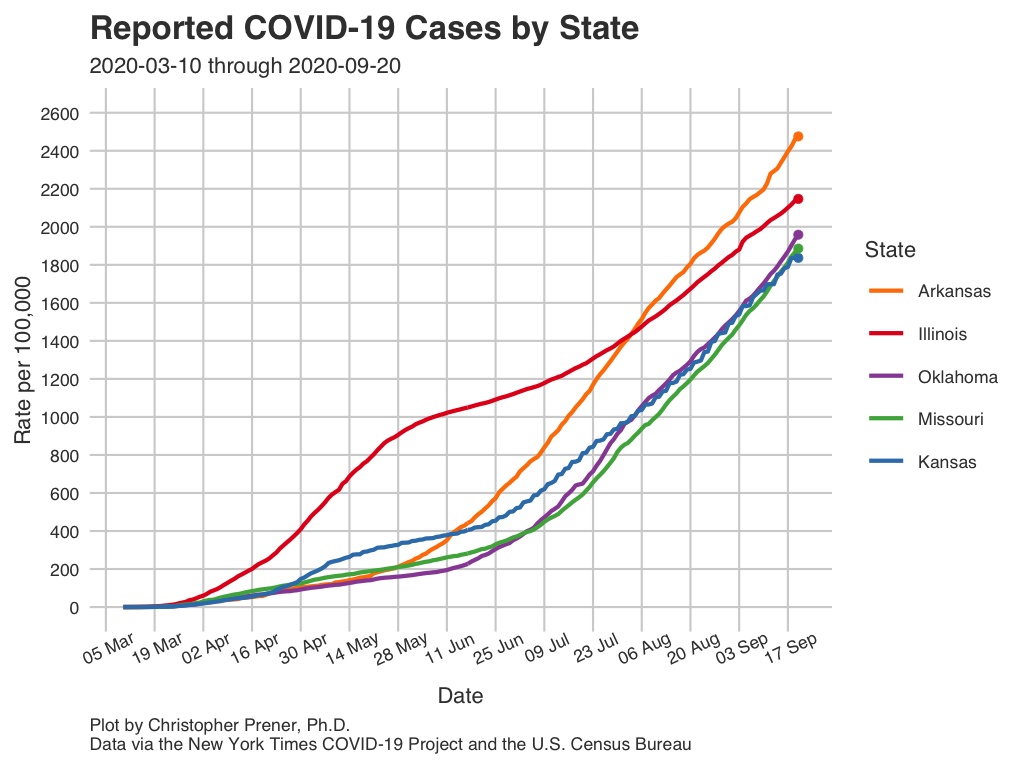 Reported COVID-19 Cases by State
2020-03-10 through 2020-09-20
2600
2400
2200
2000
1800
1600
1400
1200
1000
800
600
400
200
0
Rate per 100,000
05 Mar
19 Mar
02 Apr
16 Apr
30 Apr
14 May
28 May
11 Jun
25 Jun
09 Jul
23 Jul
06 Aug
20 Aug
03 Sep
17 Sep
Date
State
Arkansas
Illinois
Oklahoma
Missouri
Kansas
Plot by Christopher Prener, Ph.D.
Data via the New York Times COVID-19 Project and the U.S. Census Bureau